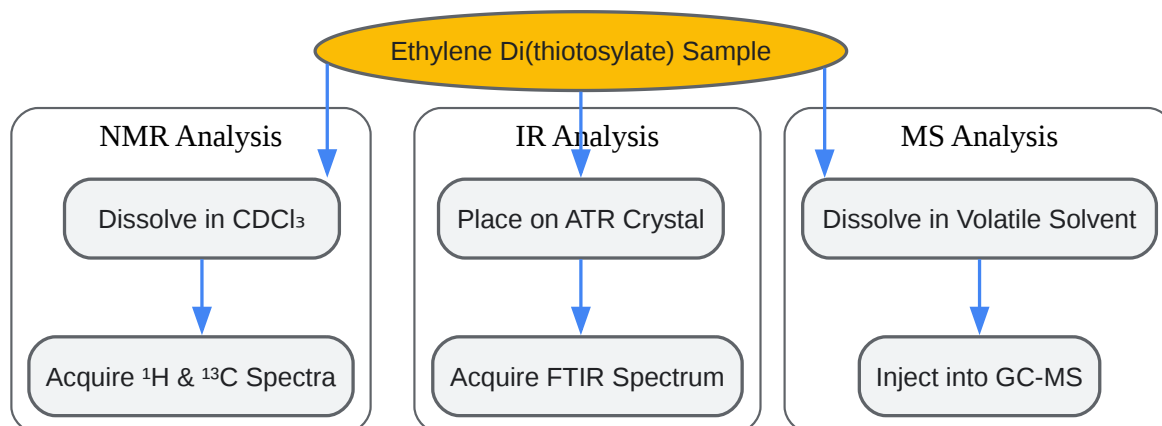 Ethylene Di(thiotosylate) Sample
NMR Analysis
IR Analysis
MS Analysis
Dissolve in CDCl₃
Place on ATR Crystal
Dissolve in Volatile Solvent
Acquire ¹H & ¹³C Spectra
Acquire FTIR Spectrum
Inject into GC-MS